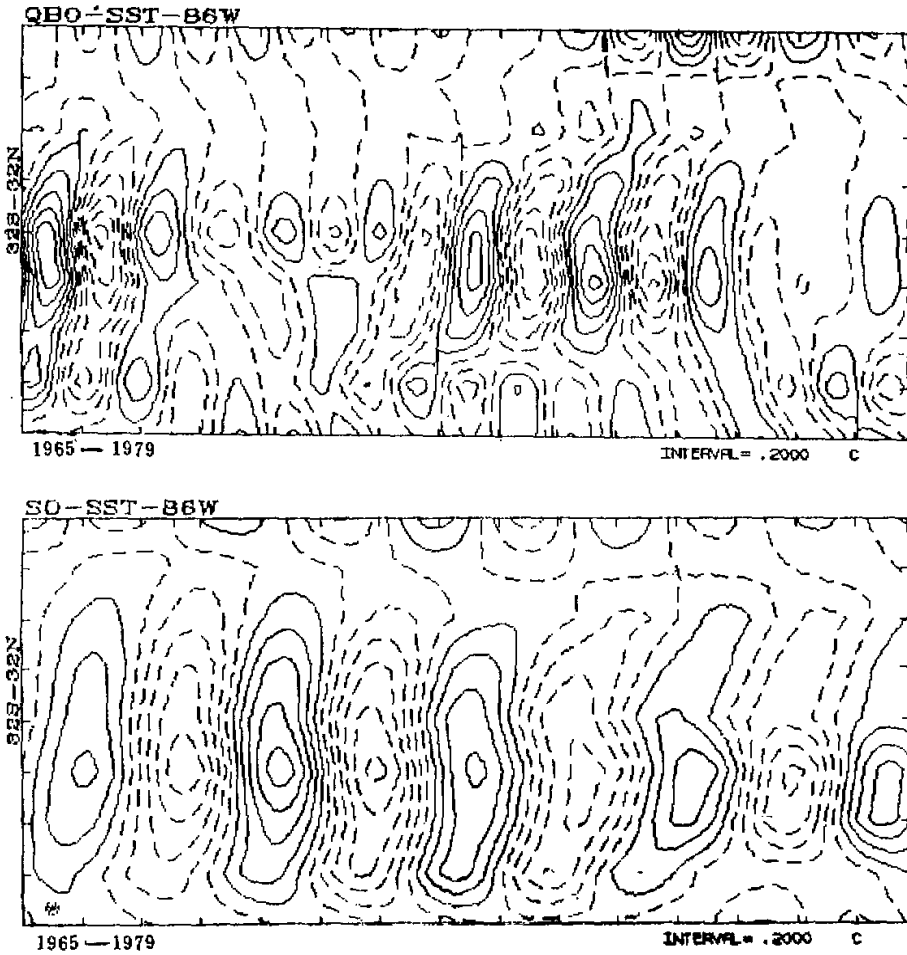 QBO-SST-86W
32S-32N
1965 — 1979
INTERVAL= .2000 C
SO-SST-86W
32S-32N
1965 — 1979
INTERVAL= .2000 C